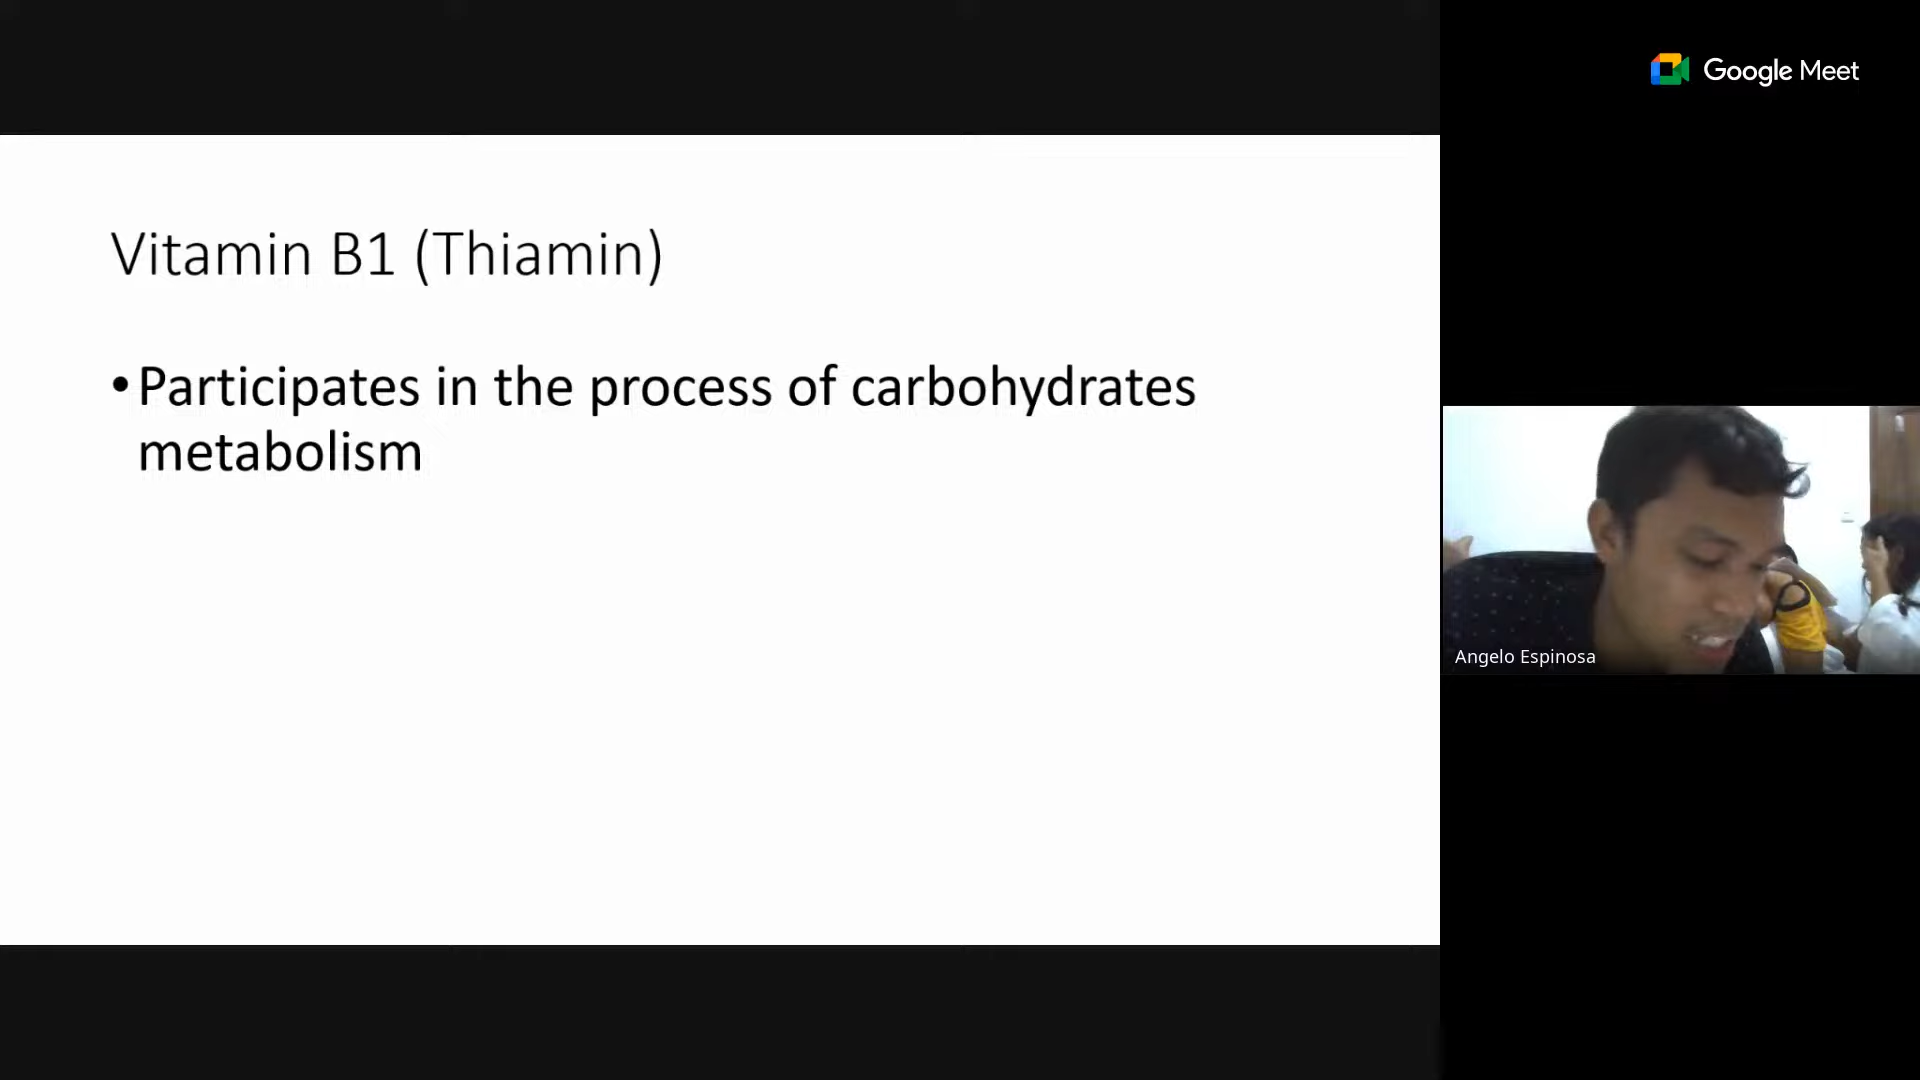 Google Meet
Vitamin B1 (Thiamin)
•Participates in the process of carbohydrates
metabolism
Angelo Espinosa